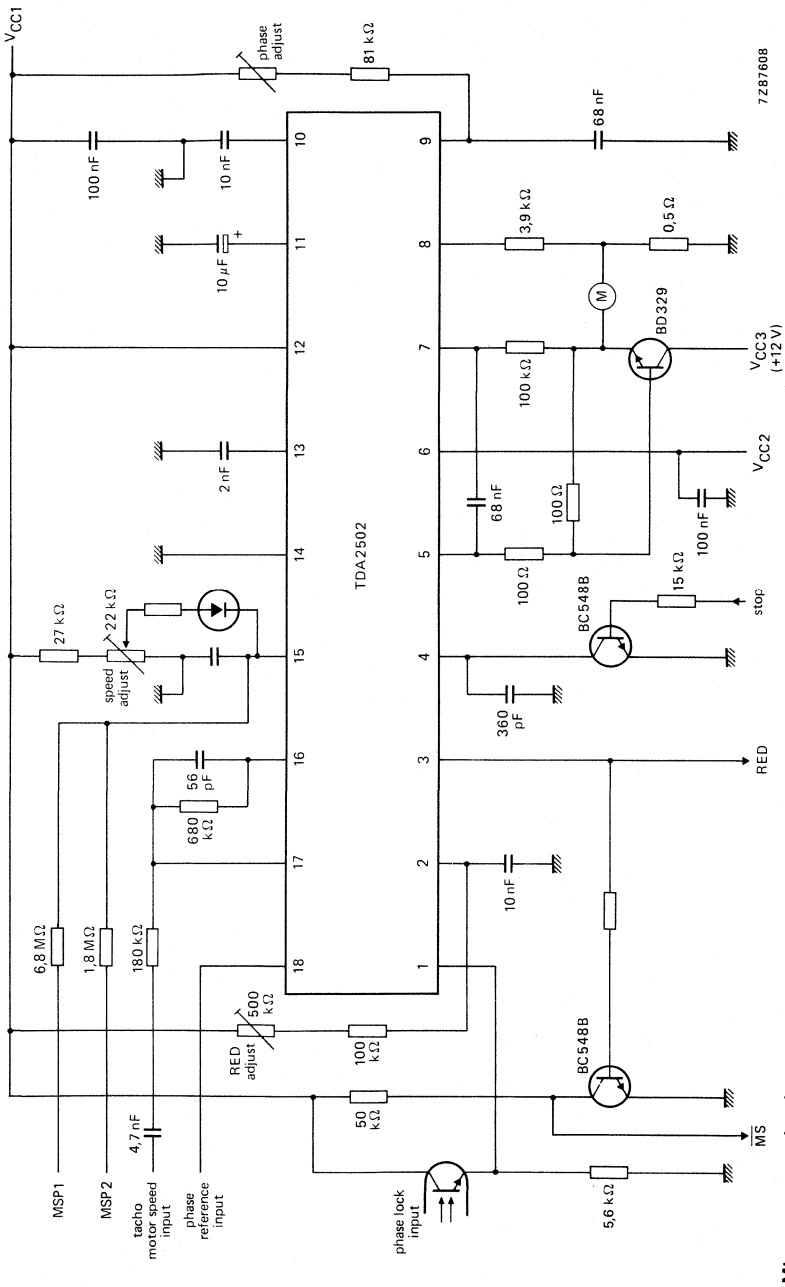 VCC1
phase
adjust
81 kΩ
100 nF
10 nF
10
9
68 nF
7Z87608
10 μF
+
11
8
3,9 kΩ
0,5 Ω
M
12
7
100 kΩ
BD329
VCC3
(+12 V)
2 nF
13
6
68 nF
100 Ω
VCC2
100 nF
14
TDA2502
5
100 Ω
27 kΩ
22 kΩ
speed
adjust
15
4
BC548B
15 kΩ
stop
360
pF
56
pF
680
kΩ
16
3
RED
17
2
10 nF
6,8 MΩ
1,8 MΩ
180 kΩ
18
1
500
kΩ
RED
adjust
100
kΩ
BC548B
4,7 nF
50
kΩ
MS
MSP1
MSP2
tacho
motor speed
input
phase
reference
input
phase lock
input
5,6 kΩ